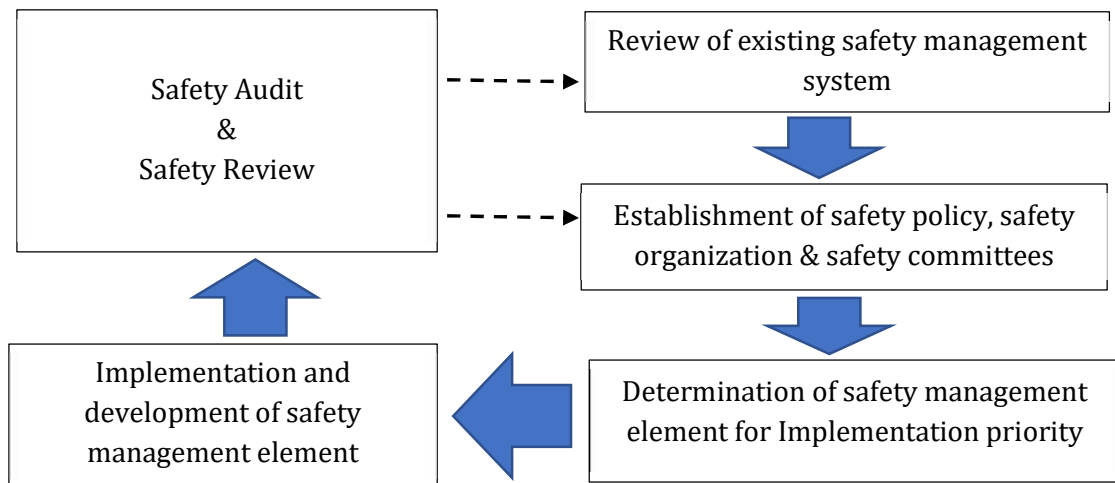 Safety Audit
&
Safety Review
Review of existing safety management
system
Establishment of safety policy, safety
organization & safety committees
Determination of safety management
element for Implementation priority
Implementation and
development of safety
management element